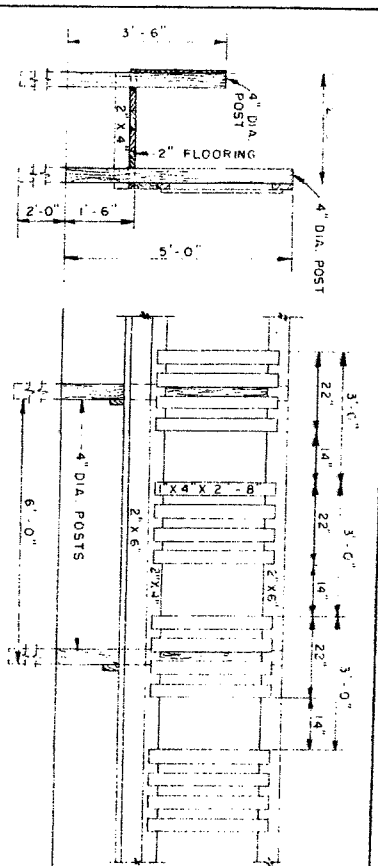 3'-6"
4" DIA.
POST
2" X 4"
2" FLOORING
2'-0"
1'-6"
5'-0"
4" DIA. POST
22"
14"
3'-0"
22"
14"
3'-0"
22"
14"
3'-0"
1 X 4" X 2 -8"
2" X 6"
2" X 4"
2" X 6"
4" DIA. POSTS
6'-0"